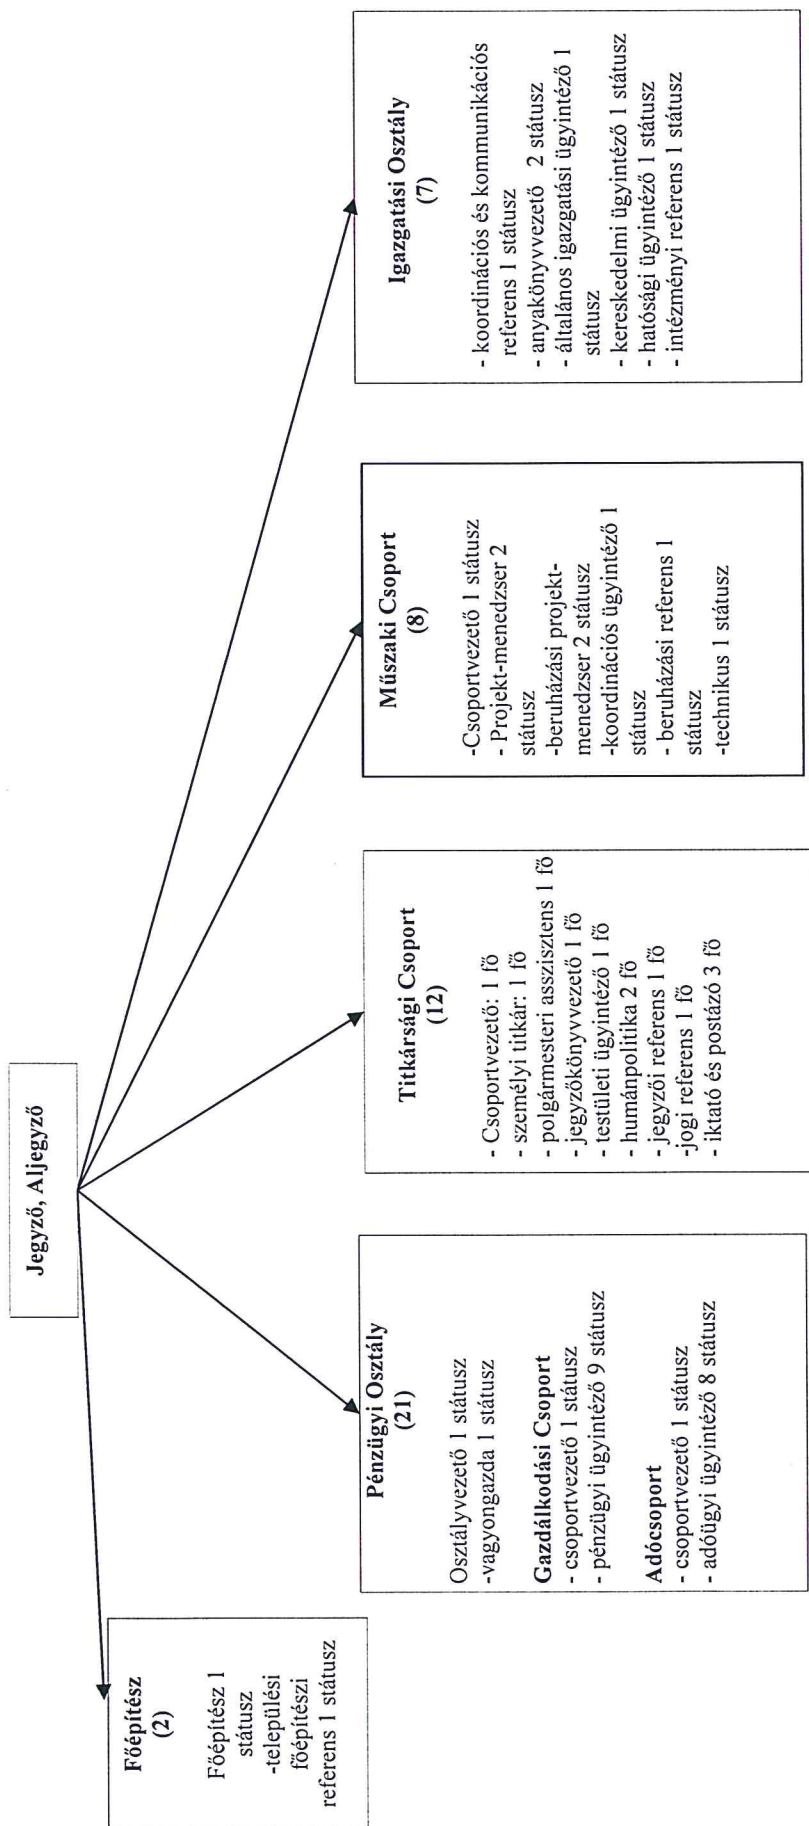 Jegyző, Aljegyző
Főépítész
(2)
Főépítész 1
státusz
-települési
főépítészi
referens 1 státusz
Pénzügyi Osztály
(21)
Osztályvezető 1 státusz
-vagyongazda 1 státusz
Gazdálkodási Csoport
- csoportvezető 1 státusz
- pénzügyi ügyintéző 9 státusz
Adócsoport
- csoportvezető 1 státusz
- adóügyi ügyintéző 8 státusz
Titkársági Csoport
(12)
- Csoportvezető: 1 fő
- személyi titkár: 1 fő
- polgármesteri asszisztens 1 fő
- jegyzőkönyvvezető 1 fő
- testületi ügyintéző 1 fő
- humánpolitika 2 fő
- jegyzői referens 1 fő
-jogi referens 1 fő
- iktató és postázó 3 fő
Műszaki Csoport
(8)
-Csoportvezető 1 státusz
- Projekt-menedzser 2
státusz
-beruházási projekt-
menedzser 2 státusz
-koordinációs ügyintéző 1
státusz
- beruházási referens 1
státusz
-technikus 1 státusz
Igazgatási Osztály
(7)
- koordinációs és kommunikációs
referens 1 státusz
- anyakönyvvezető 2 státusz
- általános igazgatási ügyintéző 1
státusz
- kereskedelmi ügyintéző 1 státusz
- hatósági ügyintéző 1 státusz
- intézményi referens 1 státusz